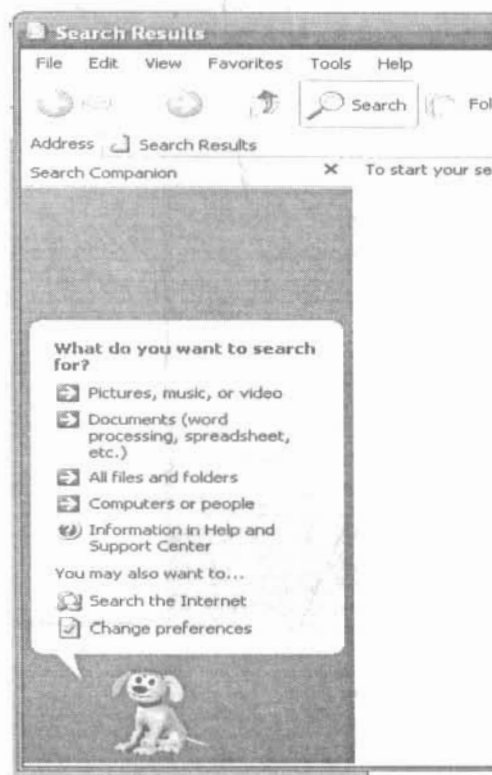 Search Results
File Edit View Favorites Tools Help
Search Fol
Address Search Results
Search Companion × To start your se
What do you want to search
for?
Pictures, music, or video
Documents (word
processing, spreadsheet,
etc.)
All files and folders
Computers or people
Information in Help and
Support Center
You may also want to...
Search the Internet
Change preferences